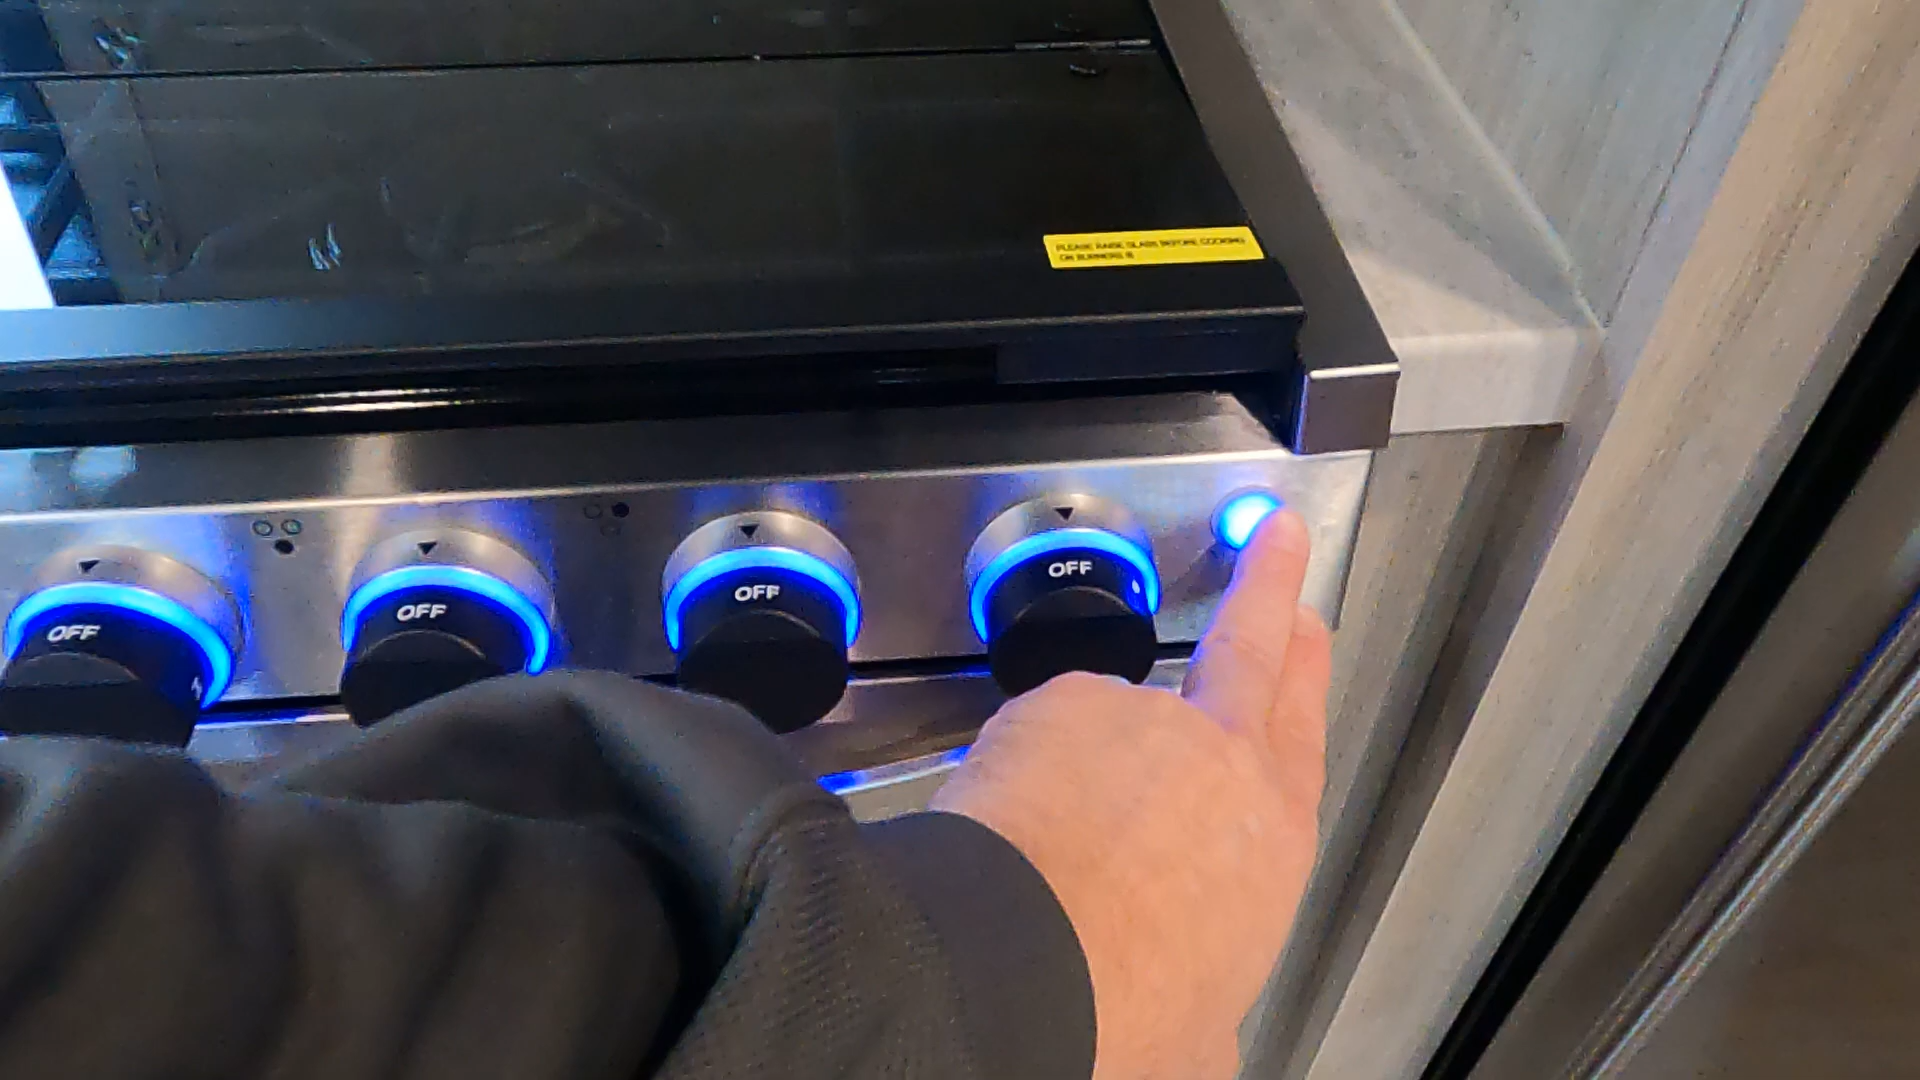 PLEASE RAISE GLASS BEFORE COOKING
ON BURNERS
OFF
OFF
OFF
OFF